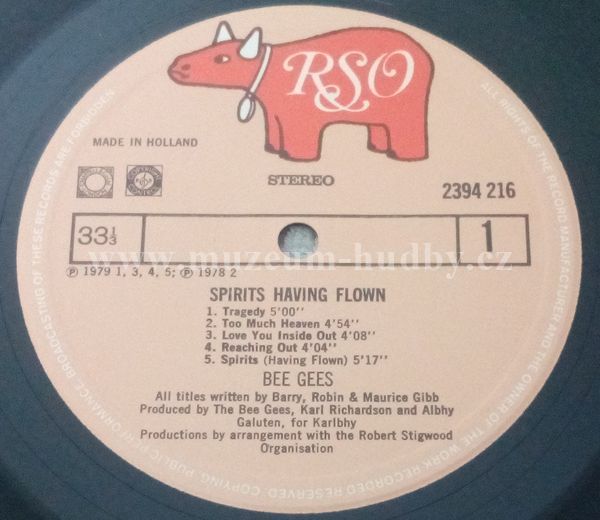 RSO
MADE IN HOLLAND
STEREO
2394 216
33⅓
1
℗ 1979 1, 3, 4, 5; ℗ 1978 2
www.muzeum-hudby.cz
SPIRITS HAVING FLOWN
1. Tragedy 5'00''
2. Too Much Heaven 4'54''
3. Love You Inside Out 4'08''
4. Reaching Out 4'04''
5. Spirits (Having Flown) 5'17''
BEE GEES
All titles written by Barry, Robin & Maurice Gibb
Produced by The Bee Gees, Karl Richardson and Albhy
Galuten, for Karlbhy
Productions by arrangement with the Robert Stigwood
Organisation
ALL RIGHTS OF THE RECORD MANUFACTURER AND THE OWNER OF THE WORK RECORDED RESERVED. COPYING, PUBLIC PERFORMANCE, BROADCASTING OF THESE RECORDS ARE FORBIDDEN